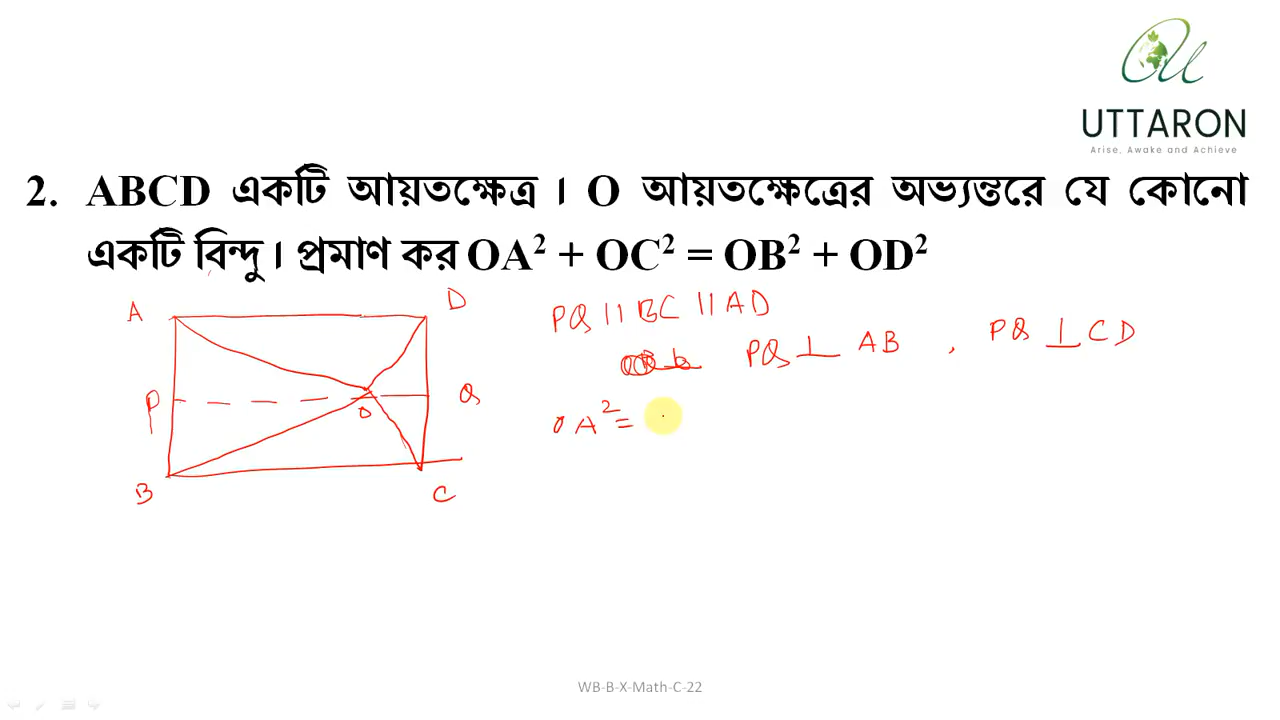 UTTARON
Arise, Awake and Achieve
2. ABCD একটি আয়তক্ষেত্র। O আয়তক্ষেত্রের অভ্যন্তরে যে কোনো
একটি বিন্দু। প্রমাণ কর OA² + OC² = OB² + OD²
A D
PQ || BC || AD
PQ ⊥ AB , PQ ⊥ CD
P O Q
OA² =
B C
WB-B-X-Math-C-22